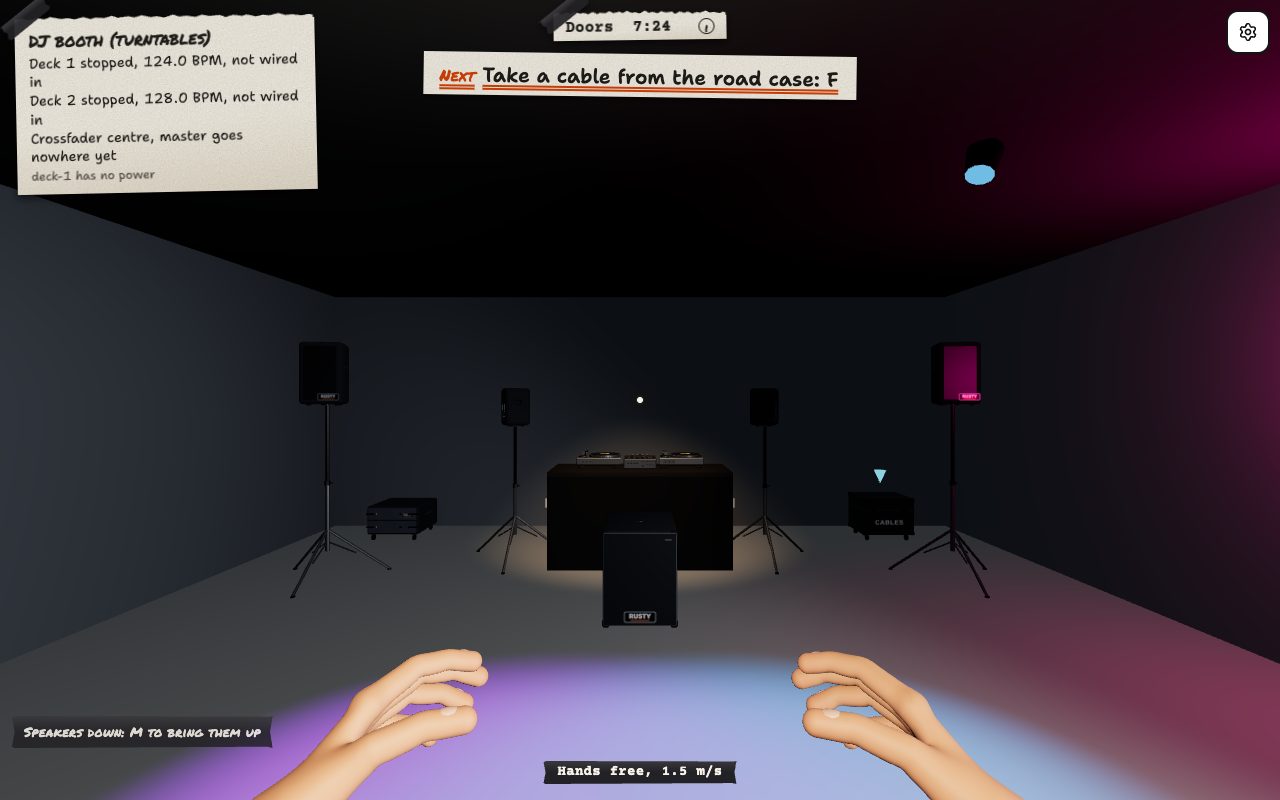 DJ BOOTH (TURNTABLES)
Deck 1 stopped, 124.0 BPM, not wired
in
Deck 2 stopped, 128.0 BPM, not wired
in
Crossfader centre, master goes
nowhere yet
deck-1 has no power
Doors 7:24
NEXT Take a cable from the road case: F
RUSTY
RUSTY
CABLES
RUSTY
SPEAKERS DOWN: M TO BRING THEM UP
Hands free, 1.5 m/s